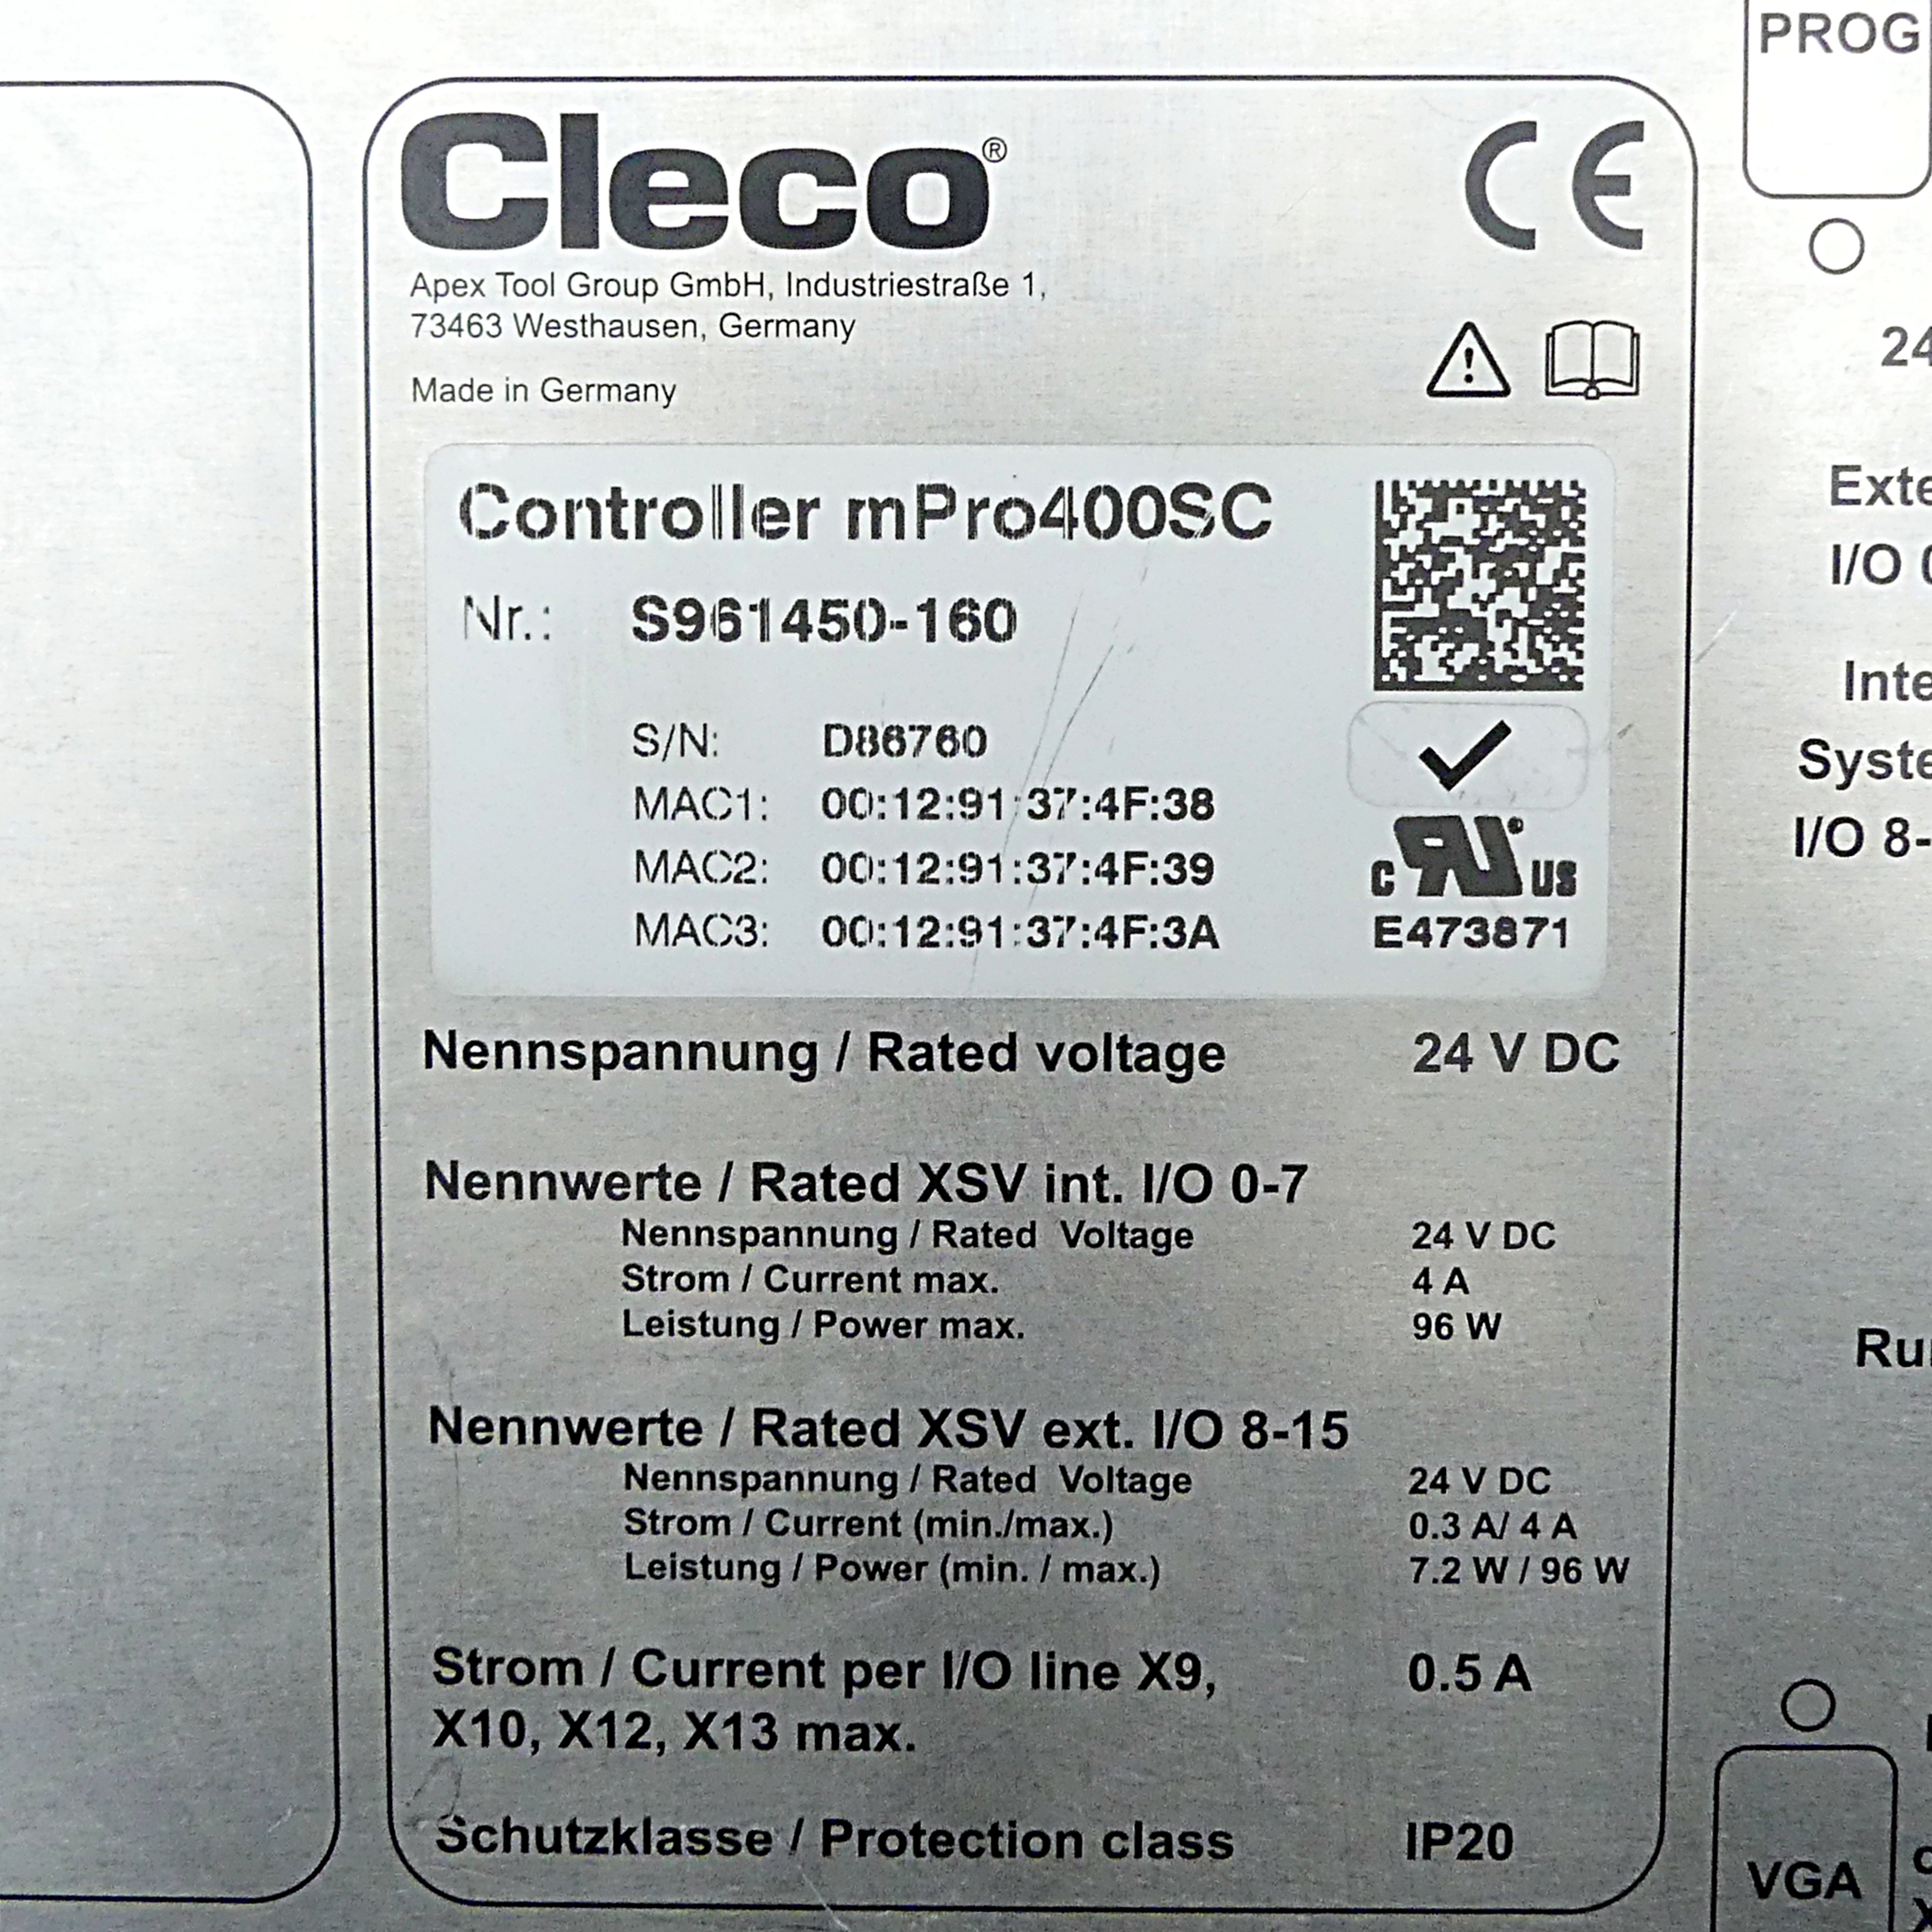 Cleco®
Apex Tool Group GmbH, Industriestraße 1,
73463 Westhausen, Germany
Made in Germany
CE
Controller mPro400SC
Nr.: S961450-160
S/N: D86760
MAC1: 00:12:91:37:4F:38
MAC2: 00:12:91:37:4F:39
MAC3: 00:12:91:37:4F:3A
c RU US
E473871
Nennspannung / Rated voltage 24 V DC
Nennwerte / Rated XSV int. I/O 0-7
Nennspannung / Rated Voltage 24 V DC
Strom / Current max. 4 A
Leistung / Power max. 96 W
Nennwerte / Rated XSV ext. I/O 8-15
Nennspannung / Rated Voltage 24 V DC
Strom / Current (min./max.) 0.3 A/ 4 A
Leistung / Power (min. / max.) 7.2 W / 96 W
Strom / Current per I/O line X9, 0.5 A
X10, X12, X13 max.
Schutzklasse / Protection class IP20
PROG
24
I/O
I/O 8-
VGA